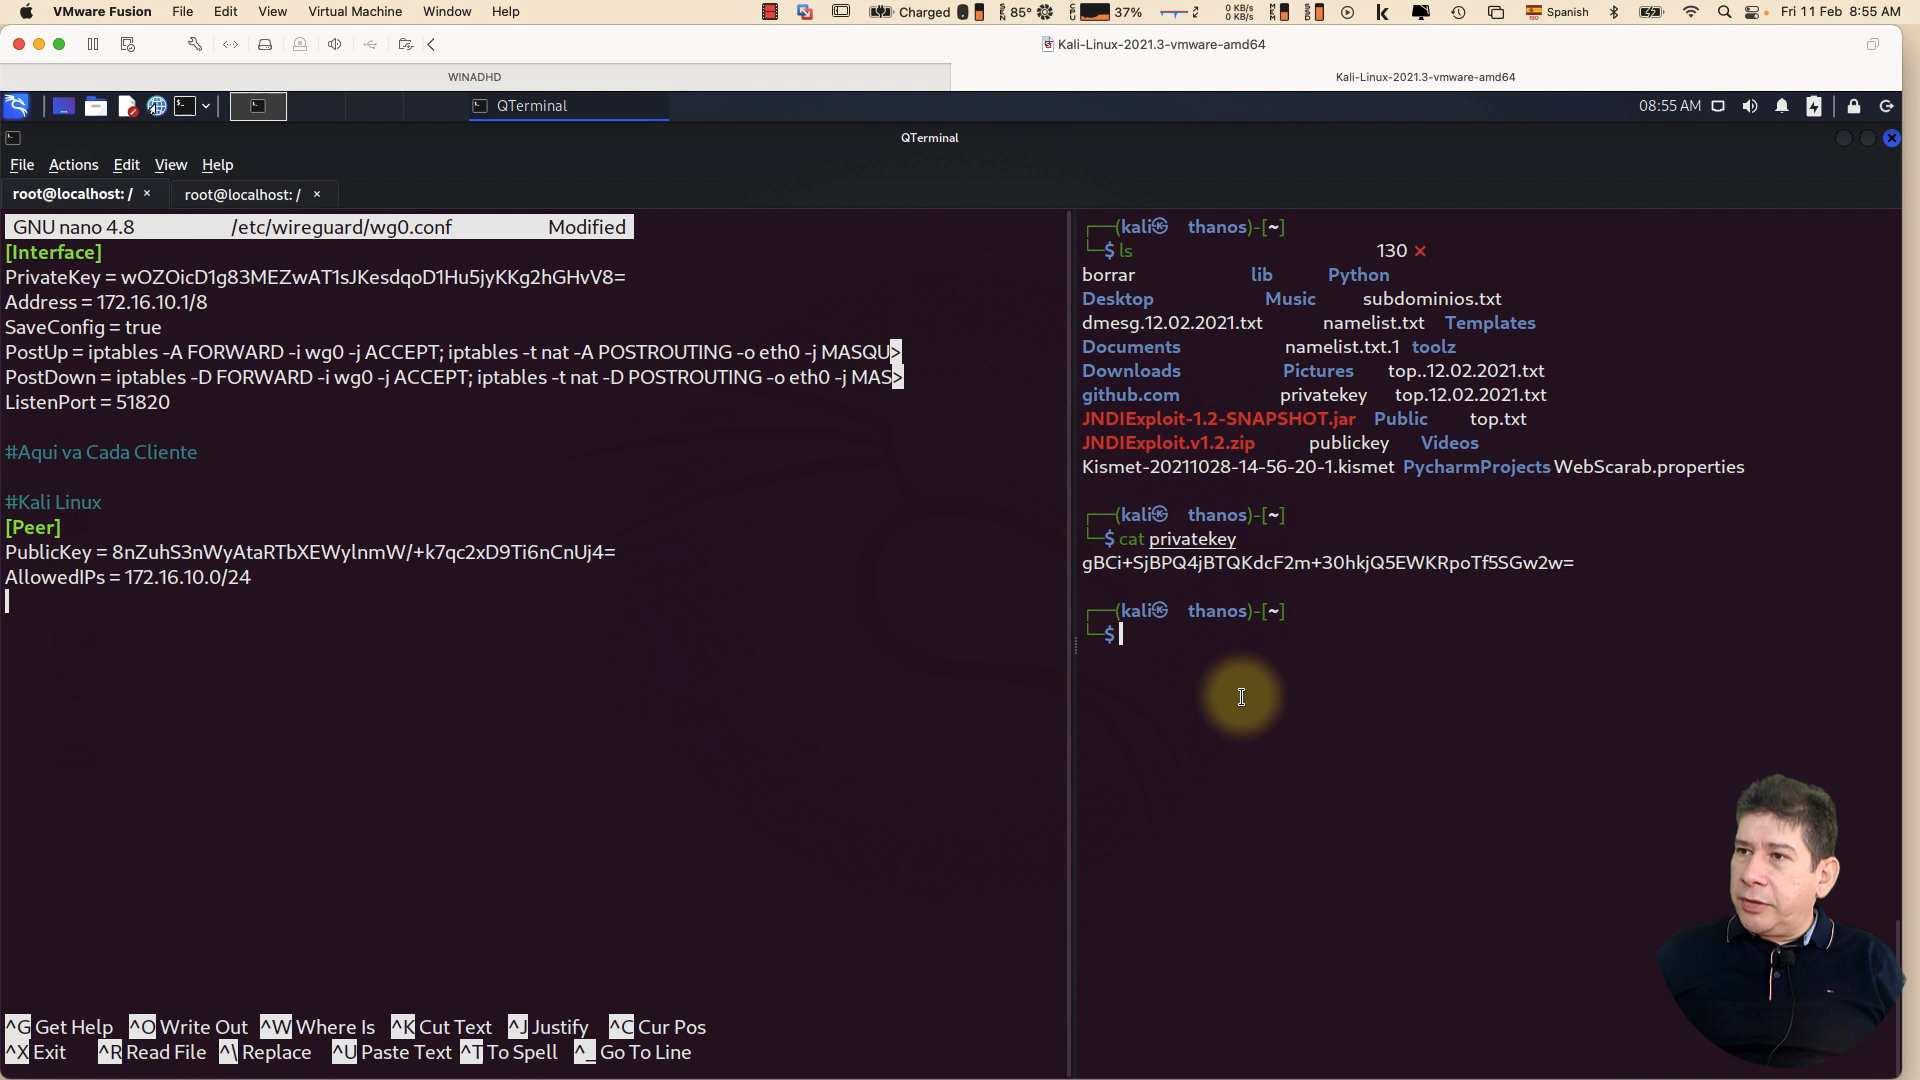 VMware Fusion File Edit View Virtual Machine Window Help Charged 85° 37% 0 KB/s 0 KB/s Spanish Fri 11 Feb 8:55 AM
Kali-Linux-2021.3-vmware-amd64
WINADHD Kali-Linux-2021.3-vmware-amd64
QTerminal 08:55 AM
QTerminal
File Actions Edit View Help
root@localhost: / × root@localhost: / ×
GNU nano 4.8 /etc/wireguard/wg0.conf Modified
[Interface]
PrivateKey = wOZOicD1g83MEZwAT1sJKesdqoD1Hu5jyKKg2hGHvV8=
Address = 172.16.10.1/8
SaveConfig = true
PostUp = iptables -A FORWARD -i wg0 -j ACCEPT; iptables -t nat -A POSTROUTING -o eth0 -j MASQU>
PostDown = iptables -D FORWARD -i wg0 -j ACCEPT; iptables -t nat -D POSTROUTING -o eth0 -j MAS>
ListenPort = 51820
#Aqui va Cada Cliente
#Kali Linux
[Peer]
PublicKey = 8nZuhS3nWyAtaRTbXEWylnmW/+k7qc2xD9Ti6nCnUj4=
AllowedIPs = 172.16.10.0/24
^G Get Help ^O Write Out ^W Where Is ^K Cut Text ^J Justify ^C Cur Pos
^X Exit ^R Read File ^\ Replace ^U Paste Text ^T To Spell ^_ Go To Line
┌──(kali㉿ thanos)-[~]
└─$ ls 130 ⨯
borrar lib Python
Desktop Music subdominios.txt
dmesg.12.02.2021.txt namelist.txt Templates
Documents namelist.txt.1 toolz
Downloads Pictures top..12.02.2021.txt
github.com privatekey top.12.02.2021.txt
JNDIExploit-1.2-SNAPSHOT.jar Public top.txt
JNDIExploit.v1.2.zip publickey Videos
Kismet-20211028-14-56-20-1.kismet PycharmProjects WebScarab.properties
┌──(kali㉿ thanos)-[~]
└─$ cat privatekey
gBCi+SjBPQ4jBTQKdcF2m+30hkjQ5EWKRpoTf5SGw2w=
┌──(kali㉿ thanos)-[~]
└─$